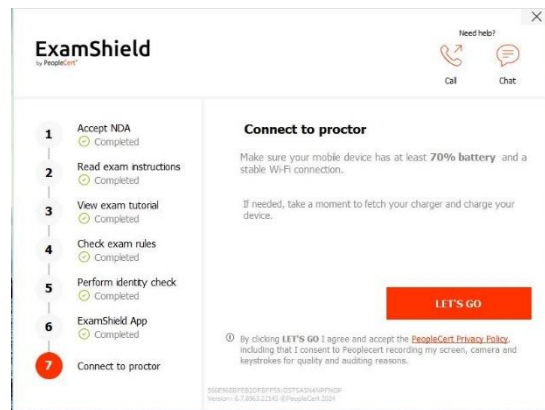 Need help?
ExamShield
by PeopleCert
Call
Chat
1
Accept NDA
Completed
2
Read exam instructions
Completed
3
View exam tutorial
Completed
4
Check exam rules
Completed
5
Perform identity check
Completed
6
ExamShield App
Completed
7
Connect to proctor
Connect to proctor
Make sure your mobile device has at least 70% battery and a
stable Wi-Fi connection.
If needed, take a moment to fetch your charger and charge your
device.
LET'S GO
By clicking LET'S GO I agree and accept the PeopleCert Privacy Policy,
including that I consent to Peoplecert recording my screen, camera and
keystrokes for quality and auditing reasons.
©PeopleCert 2024